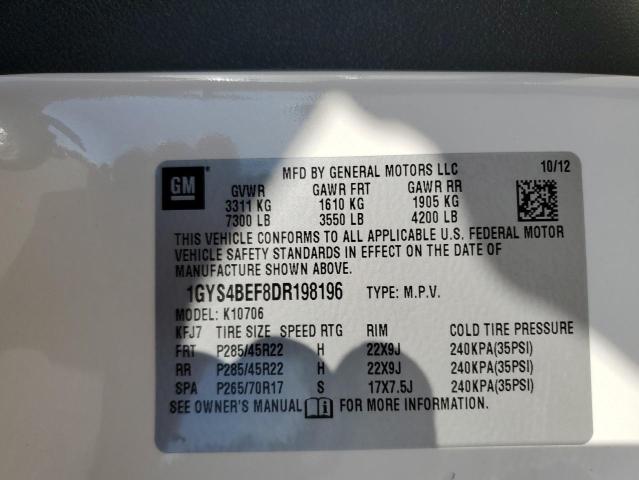 GM
MFD BY GENERAL MOTORS LLC 10/12
GVWR GAWR FRT GAWR RR
3311 KG 1610 KG 1905 KG
7300 LB 3550 LB 4200 LB
THIS VEHICLE CONFORMS TO ALL APPLICABLE U.S. FEDERAL MOTOR
VEHICLE SAFETY STANDARDS IN EFFECT ON THE DATE OF
MANUFACTURE SHOWN ABOVE.
1GYS4BEF8DR198196 TYPE: M.P.V.
MODEL: K10706
KFJ7 TIRE SIZE SPEED RTG RIM COLD TIRE PRESSURE
FRT P285/45R22 H 22X9J 240KPA(35PSI)
RR P285/45R22 H 22X9J 240KPA(35PSI)
SPA P265/70R17 S 17X7.5J 240KPA(35PSI)
SEE OWNER'S MANUAL FOR MORE INFORMATION.